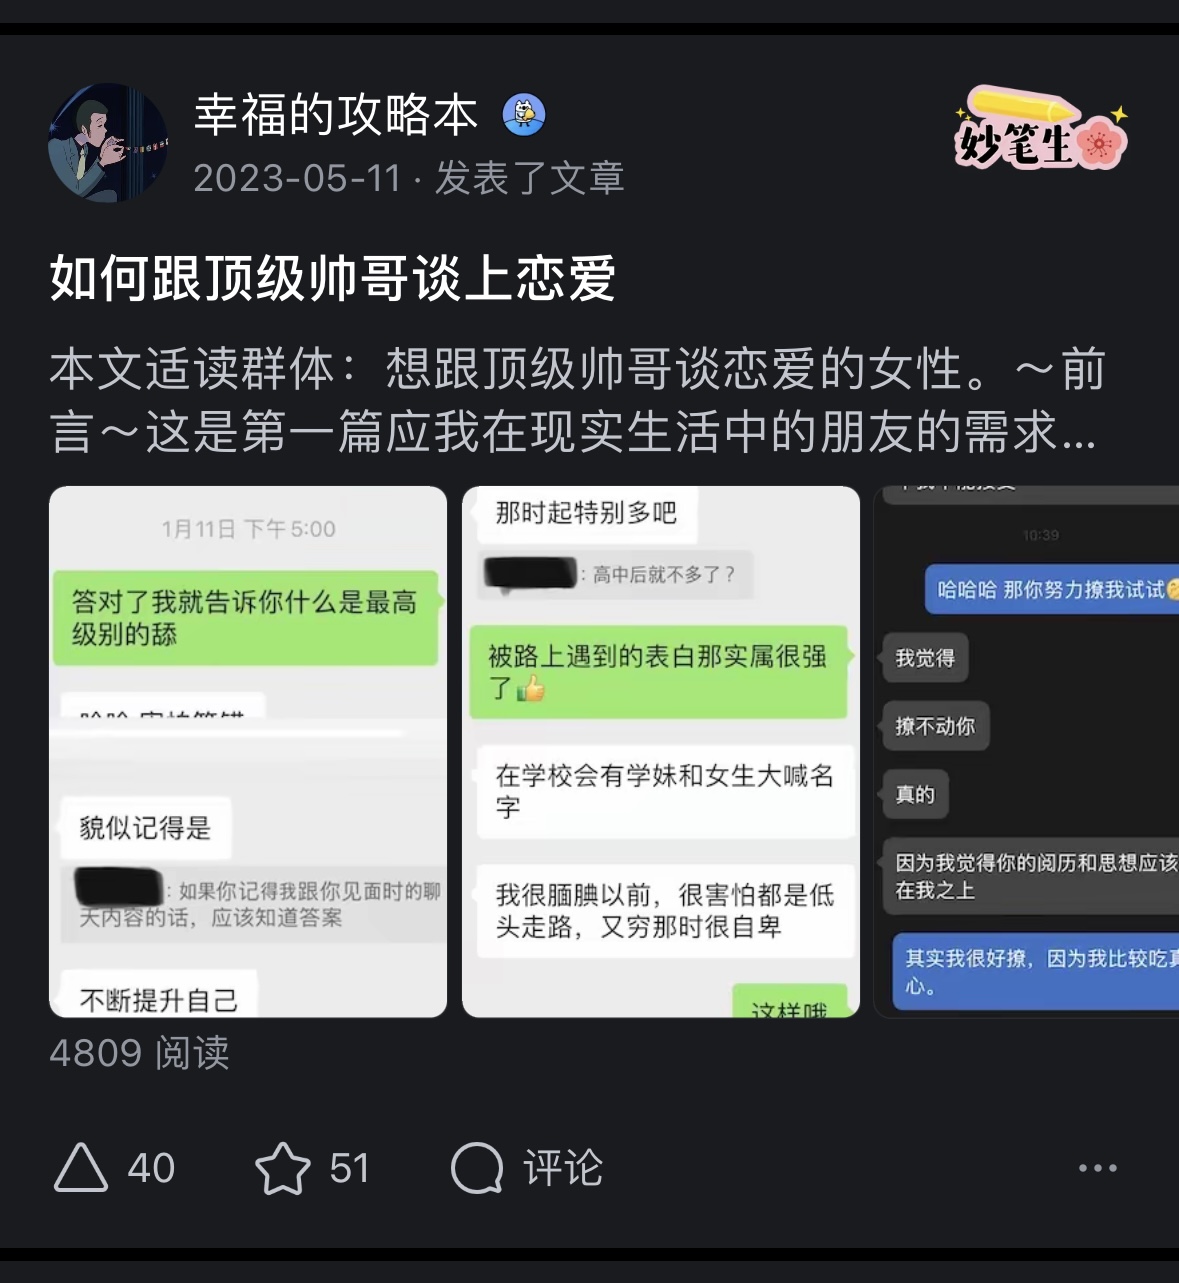 幸福的攻略本
2023-05-11 · 发表了文章
妙笔生
如何跟顶级帅哥谈上恋爱
本文适读群体：想跟顶级帅哥谈恋爱的女性。～前
言～这是第一篇应我在现实生活中的朋友的需求...
1月11日 下午 5:00
答对了我就告诉你什么是最高
级别的舔
貌似记得是
: 如果你记得我跟你见面时的聊
天内容的话，应该知道答案
不断提升自己
那时起特别多吧
: 高中后就不多了？
被路上遇到的表白那实属很强
了👍
在学校会有学妹和女生大喊名
字
我很腼腆以前，很害怕都是低
头走路，又穷那时很自卑
这样哦
10:39
哈哈哈 那你努力撩我试试
我觉得
撩不动你
真的
因为我觉得你的阅历和思想应该
在我之上
其实我很好撩，因为我比较吃真
心。
4809 阅读
40
51
评论